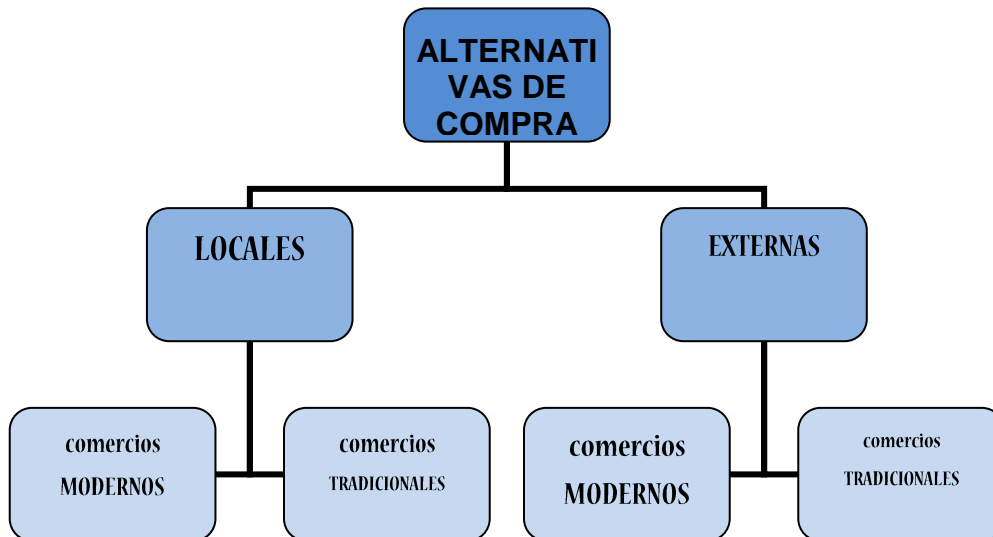 ALTERNATI
VAS DE
COMPRA
LOCALES
EXTERNAS
comercios
MODERNOS
comercios
TRADICIONALES
comercios
MODERNOS
comercios
TRADICIONALES